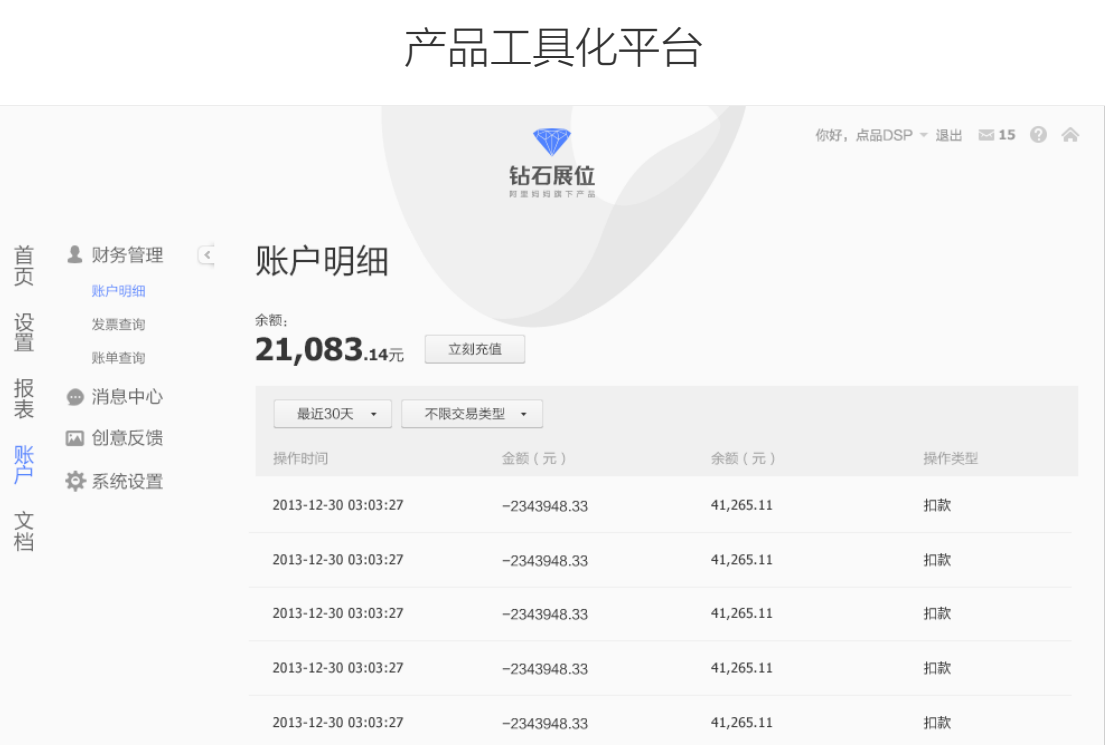 产品工具化平台
你好，点品DSP 退出 15
钻石展位
阿里妈妈旗下产品
首页
设置
报表
账户
文档
财务管理
账户明细
发票查询
账单查询
消息中心
创意反馈
系统设置
账户明细
余额：
21,083.14元 立刻充值
最近30天 不限交易类型
操作时间 金额（元） 余额（元） 操作类型
2013-12-30 03:03:27 -2343948.33 41,265.11 扣款
2013-12-30 03:03:27 -2343948.33 41,265.11 扣款
2013-12-30 03:03:27 -2343948.33 41,265.11 扣款
2013-12-30 03:03:27 -2343948.33 41,265.11 扣款
2013-12-30 03:03:27 -2343948.33 41,265.11 扣款